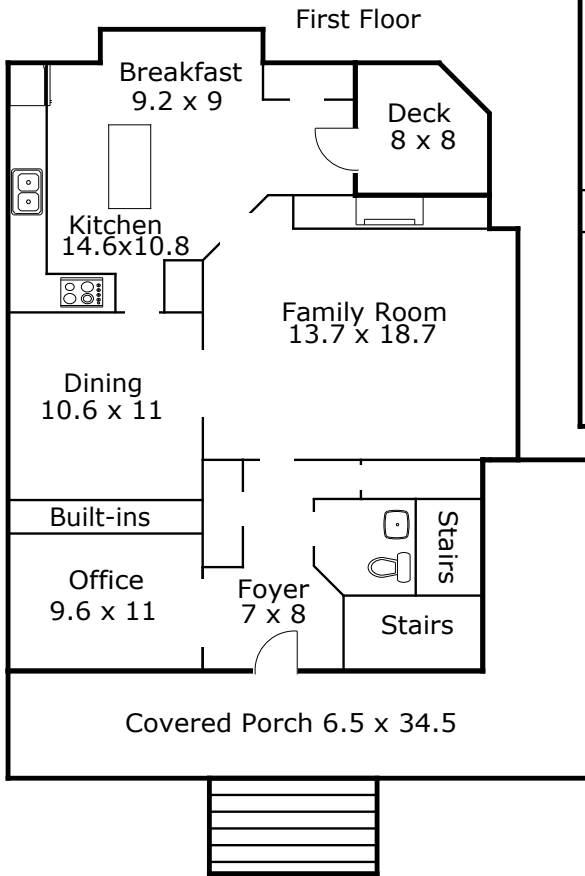 First Floor
Breakfast
9.2 x 9
Deck
8 x 8
Kitchen
14.6x10.8
Family Room
13.7 x 18.7
Dining
10.6 x 11
Built-ins
Office
9.6 x 11
Foyer
7 x 8
Stairs
Stairs
Covered Porch 6.5 x 34.5